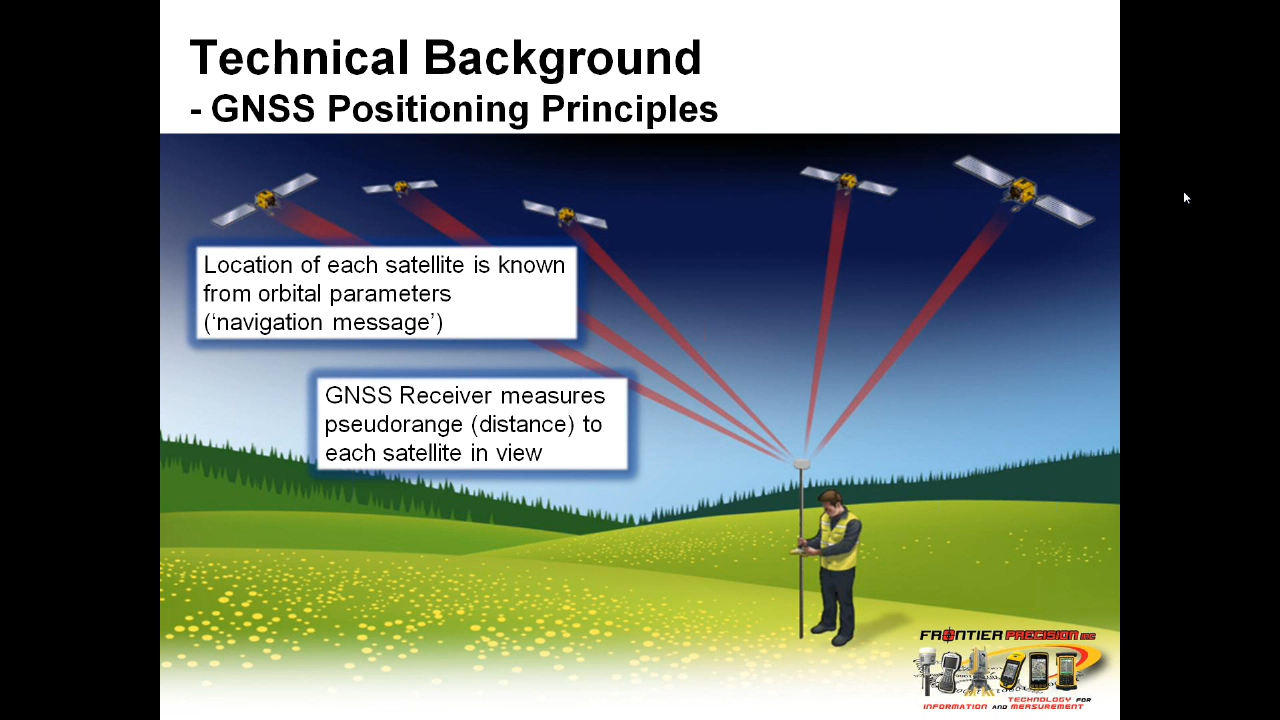 Technical Background
- GNSS Positioning Principles
Location of each satellite is known
from orbital parameters
(‘navigation message’)
GNSS Receiver measures
pseudorange (distance) to
each satellite in view
FRONTIER PRECISION INC
TECHNOLOGY FOR
INFORMATION AND MEASUREMENT